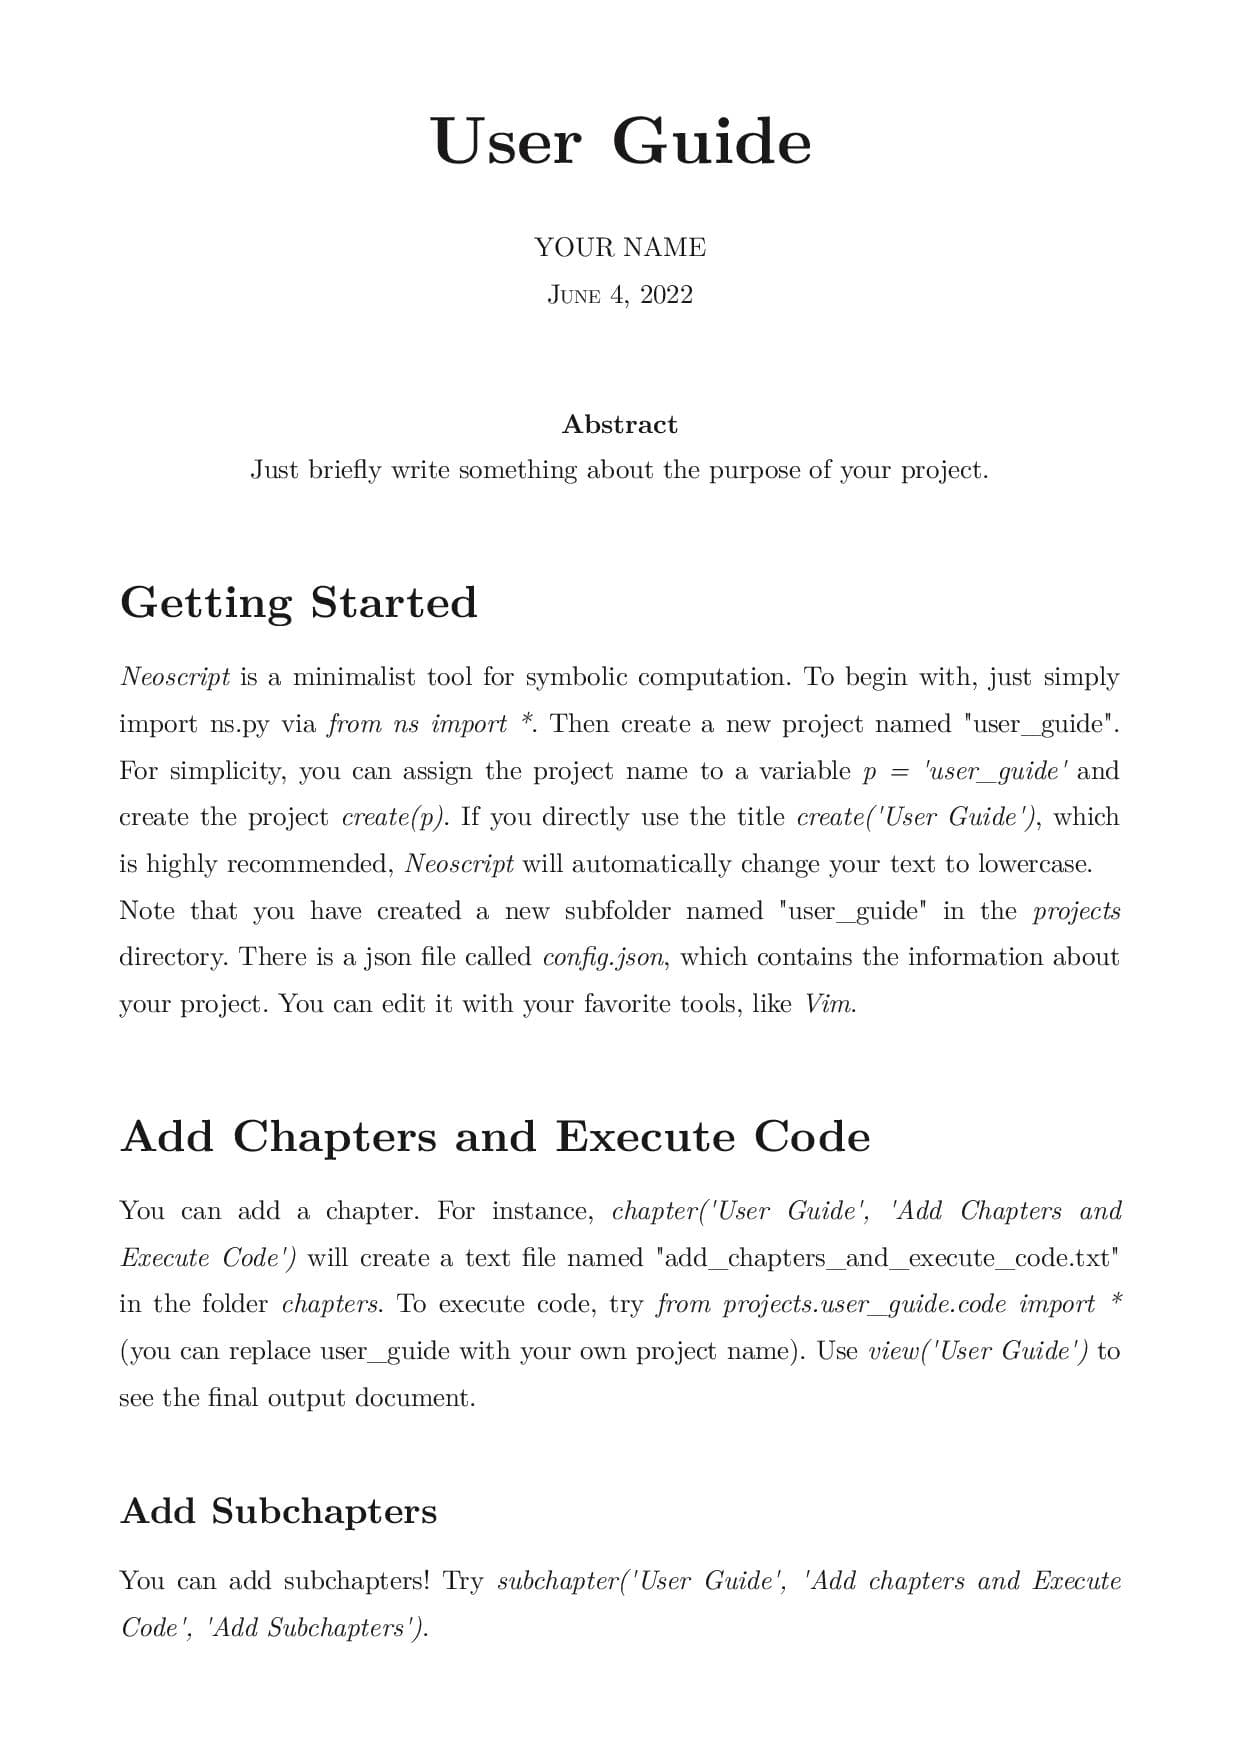 User Guide
YOUR NAME
June 4, 2022
Abstract
Just briefly write something about the purpose of your project.
Getting Started
Neoscript is a minimalist tool for symbolic computation. To begin with, just simply
import ns.py via from ns import *. Then create a new project named "user_guide".
For simplicity, you can assign the project name to a variable p = 'user_guide' and
create the project create(p). If you directly use the title create('User Guide'), which
is highly recommended, Neoscript will automatically change your text to lowercase.
Note that you have created a new subfolder named "user_guide" in the projects
directory. There is a json file called config.json, which contains the information about
your project. You can edit it with your favorite tools, like Vim.
Add Chapters and Execute Code
You can add a chapter. For instance, chapter('User Guide', 'Add Chapters and
Execute Code') will create a text file named "add_chapters_and_execute_code.txt"
in the folder chapters. To execute code, try from projects.user_guide.code import *
(you can replace user_guide with your own project name). Use view('User Guide') to
see the final output document.
Add Subchapters
You can add subchapters! Try subchapter('User Guide', 'Add chapters and Execute
Code', 'Add Subchapters').